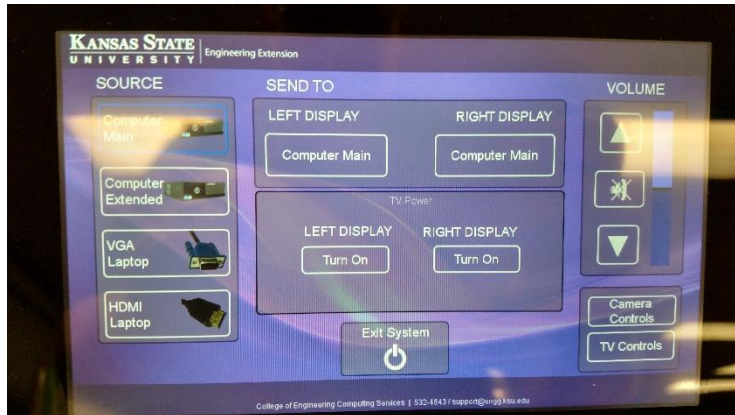 KANSAS STATE
UNIVERSITY
Engineering Extension
SOURCE
Computer
Main
Computer
Extended
VGA
Laptop
HDMI
Laptop
SEND TO
LEFT DISPLAY
RIGHT DISPLAY
Computer Main
Computer Main
TV Power
LEFT DISPLAY
RIGHT DISPLAY
Turn On
Turn On
Exit System
VOLUME
Camera
Controls
TV Controls
College of Engineering Computing Services | 532-4643 / support@engg.ksu.edu